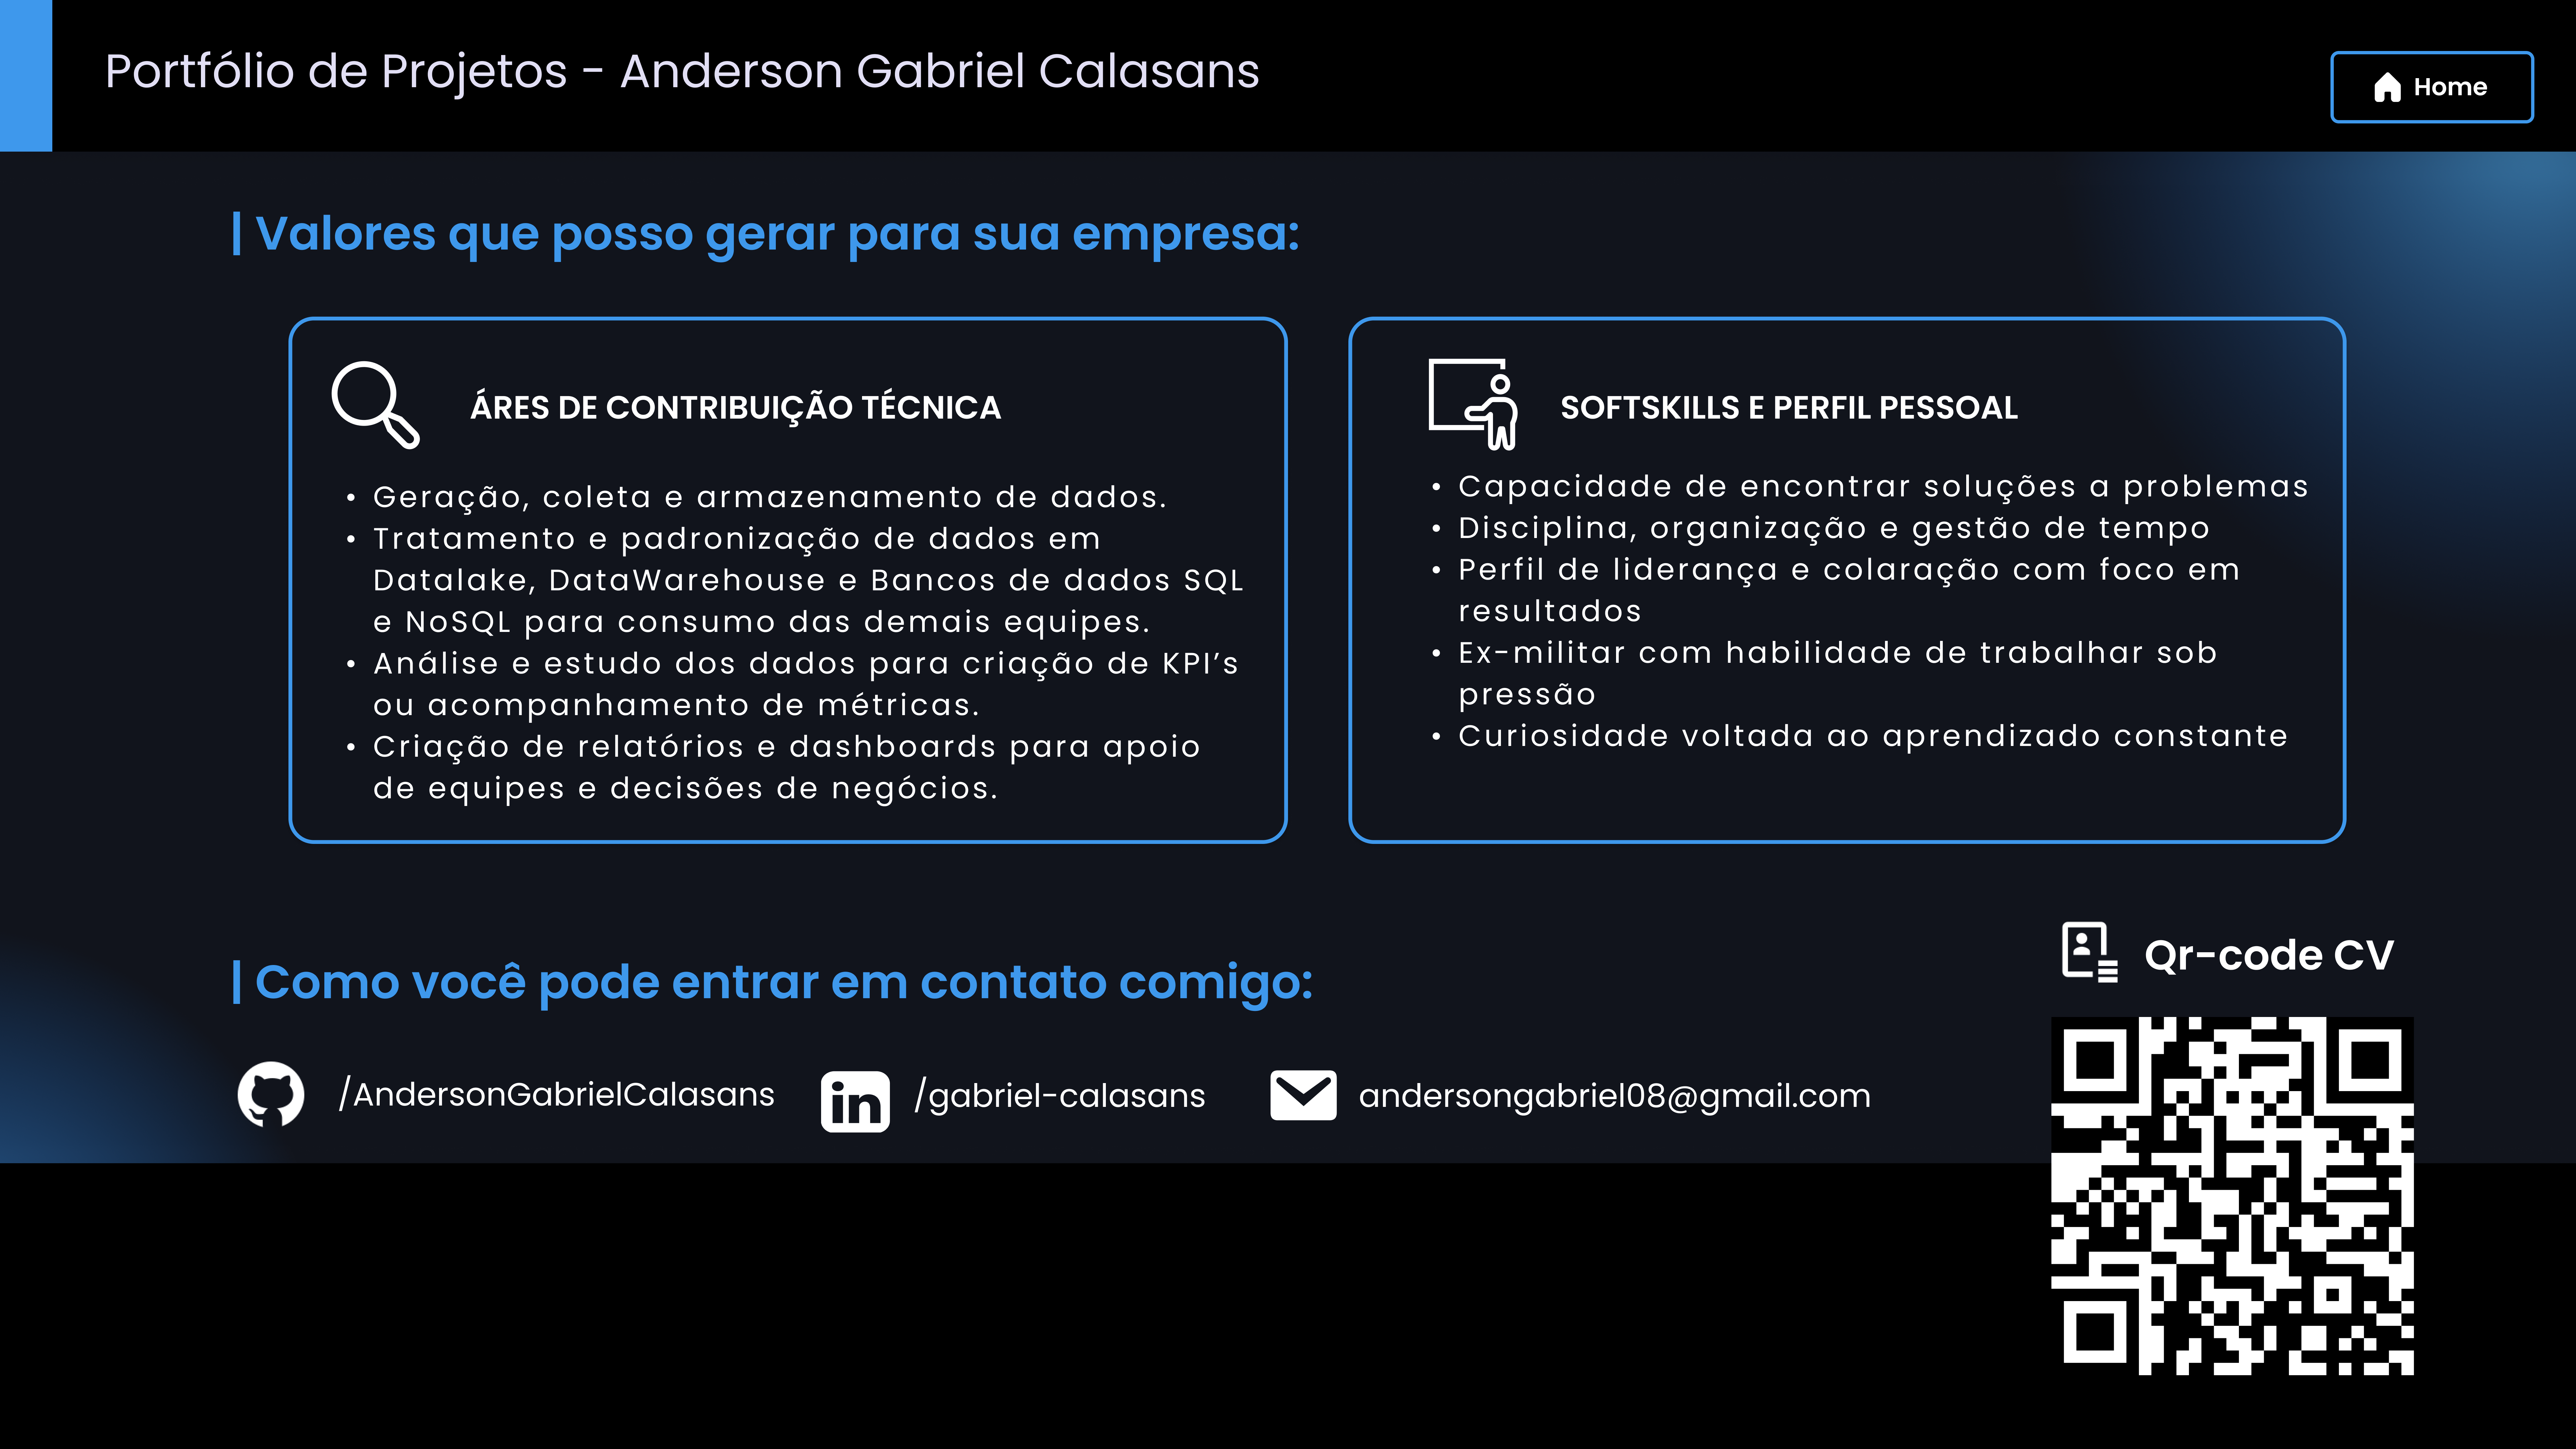 Portfólio de Projetos - Anderson Gabriel Calasans
Home
| Valores que posso gerar para sua empresa:
ÁRES DE CONTRIBUIÇÃO TÉCNICA
• Geração, coleta e armazenamento de dados.
• Tratamento e padronização de dados em
Datalake, DataWarehouse e Bancos de dados SQL
e NoSQL para consumo das demais equipes.
• Análise e estudo dos dados para criação de KPI’s
ou acompanhamento de métricas.
• Criação de relatórios e dashboards para apoio
de equipes e decisões de negócios.
SOFTSKILLS E PERFIL PESSOAL
• Capacidade de encontrar soluções a problemas
• Disciplina, organização e gestão de tempo
• Perfil de liderança e colaração com foco em
resultados
• Ex-militar com habilidade de trabalhar sob
pressão
• Curiosidade voltada ao aprendizado constante
| Como você pode entrar em contato comigo:
/AndersonGabrielCalasans
in
/gabriel-calasans
andersongabriel08@gmail.com
Qr-code CV